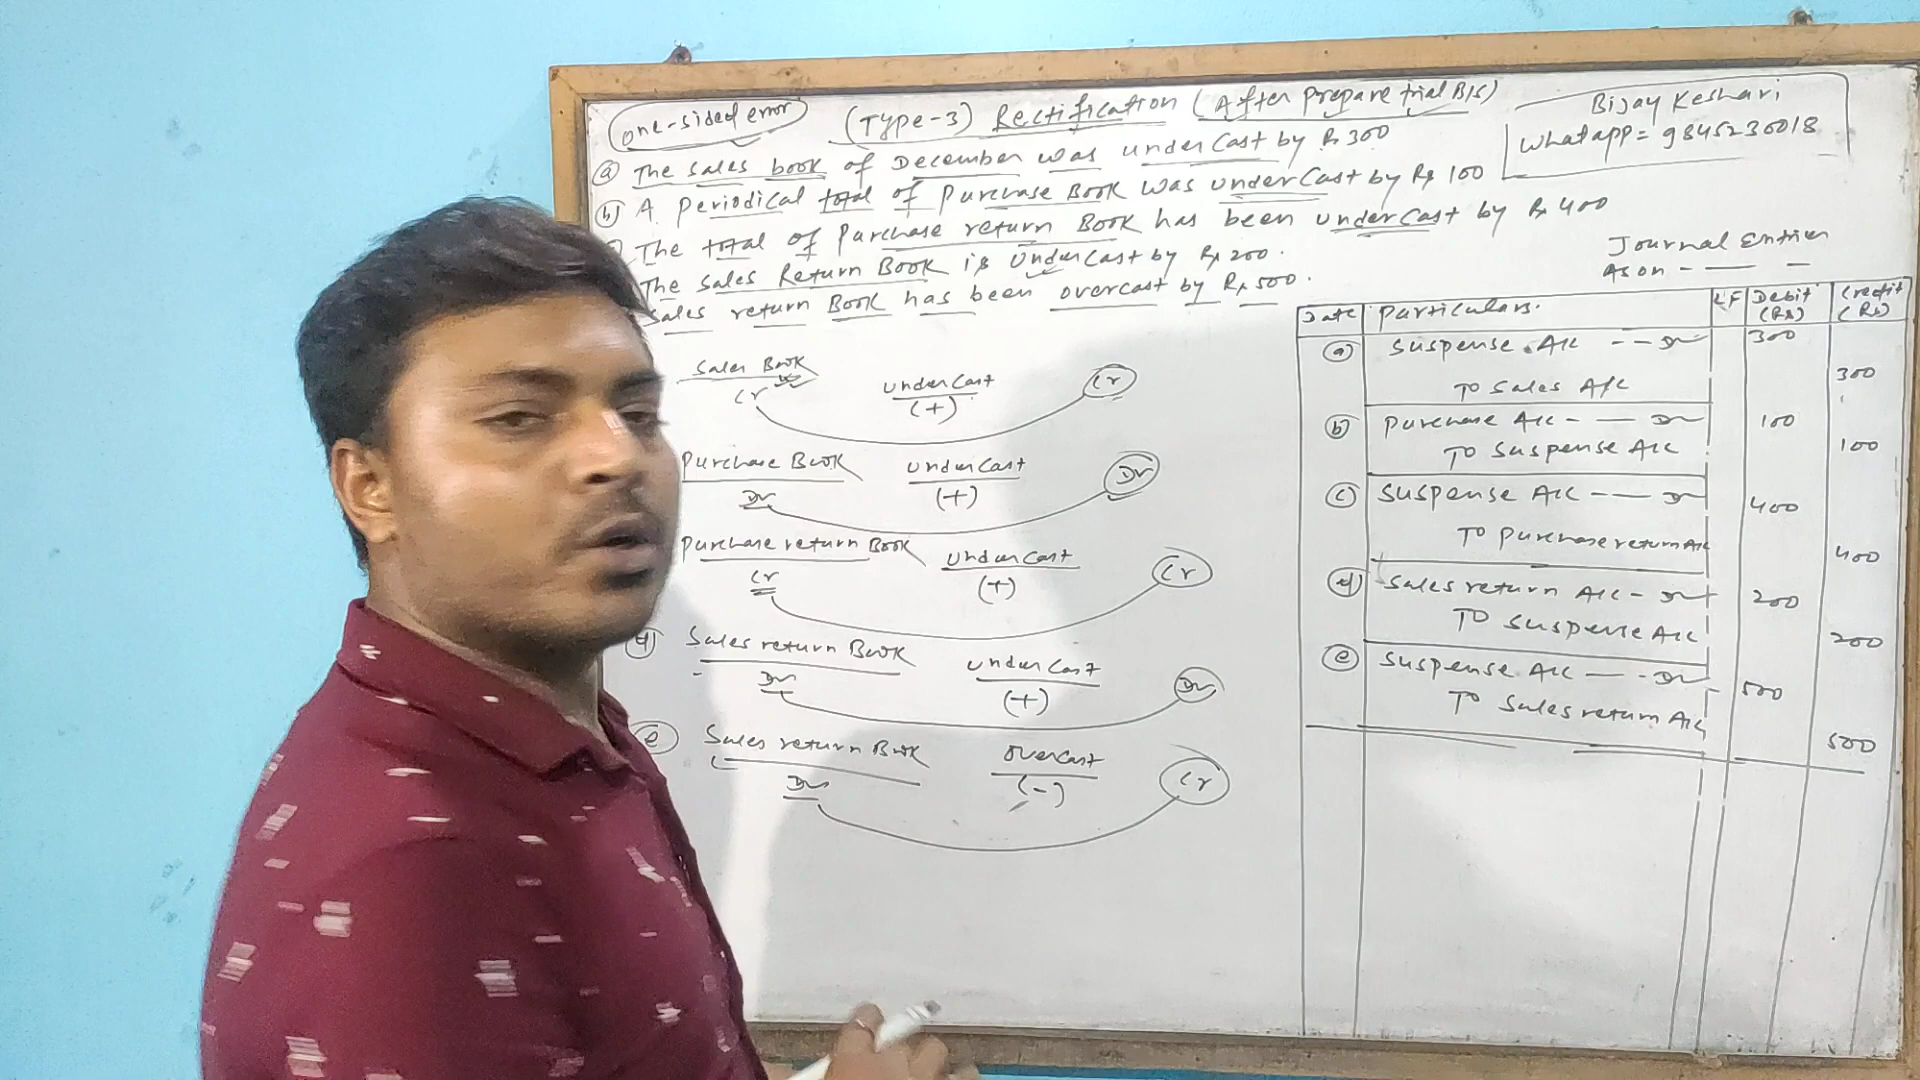 one-sided error
(Type-3) Rectification (After prepare trial B/S)
Bijay Keshari
Whatapp = 9845230018
(a) The sales book of December was undercast by Rs 300
(b) A periodical total of purchase Book was undercast by Rs 100
The total of purchase return Book has been undercast by Rs 400
The sales Return Book is undercast by Rs 200.
Sales return Book has been overcast by Rs 500.
Journal Entries
As on - — -
Sales Book undercast Cr
Cr (+)
Purchase Book undercast Dr
Dr (+)
Purchase return Book undercast Cr
Cr (+)
(d) Sales return Book undercast Dr
Dr (+)
(e) Sales return Book overcast Cr
Dr (-)
Date Particulars. LF Debit (Rs) Credit (Rs)
(a) Suspense A/c --- Dr 300
To Sales A/c 300
(b) Purchase A/c - — Dr 100
To Suspense A/c 100
(c) Suspense A/c - — Dr 400
To Purchase return A/c 400
(d) Sales return A/c - Dr 200
To Suspense A/c 200
(e) Suspense A/c — - Dr 500
To Sales return A/c 500